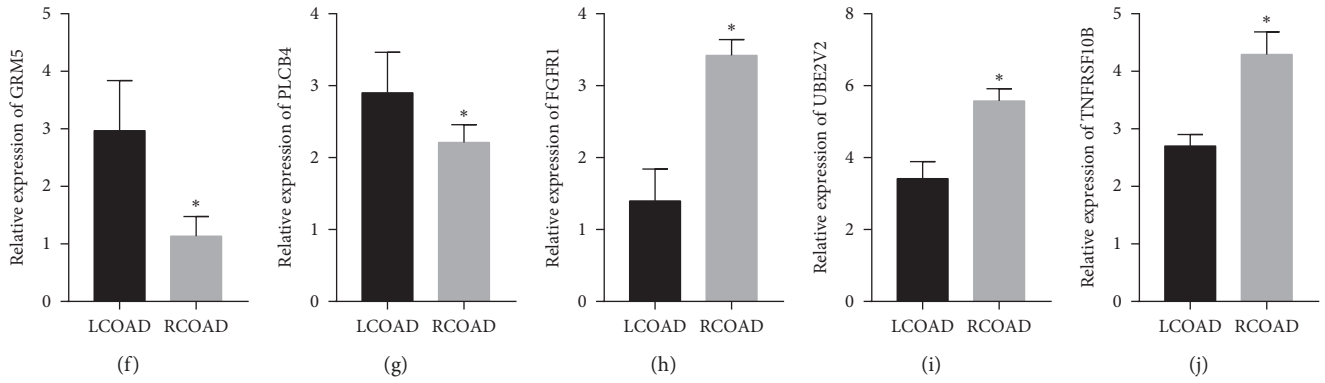 Relative expression of GRM5
5
4
3
2
1
0
*
LCOAD RCOAD
(f)
Relative expression of PLCB4
4
3
2
1
0
*
LCOAD RCOAD
(g)
Relative expression of FGFR1
4
3
2
1
0
*
LCOAD RCOAD
(h)
Relative expression of UBE2V2
8
6
4
2
0
*
LCOAD RCOAD
(i)
Relative expression of TNFRSF10B
5
4
3
2
1
0
*
LCOAD RCOAD
(j)